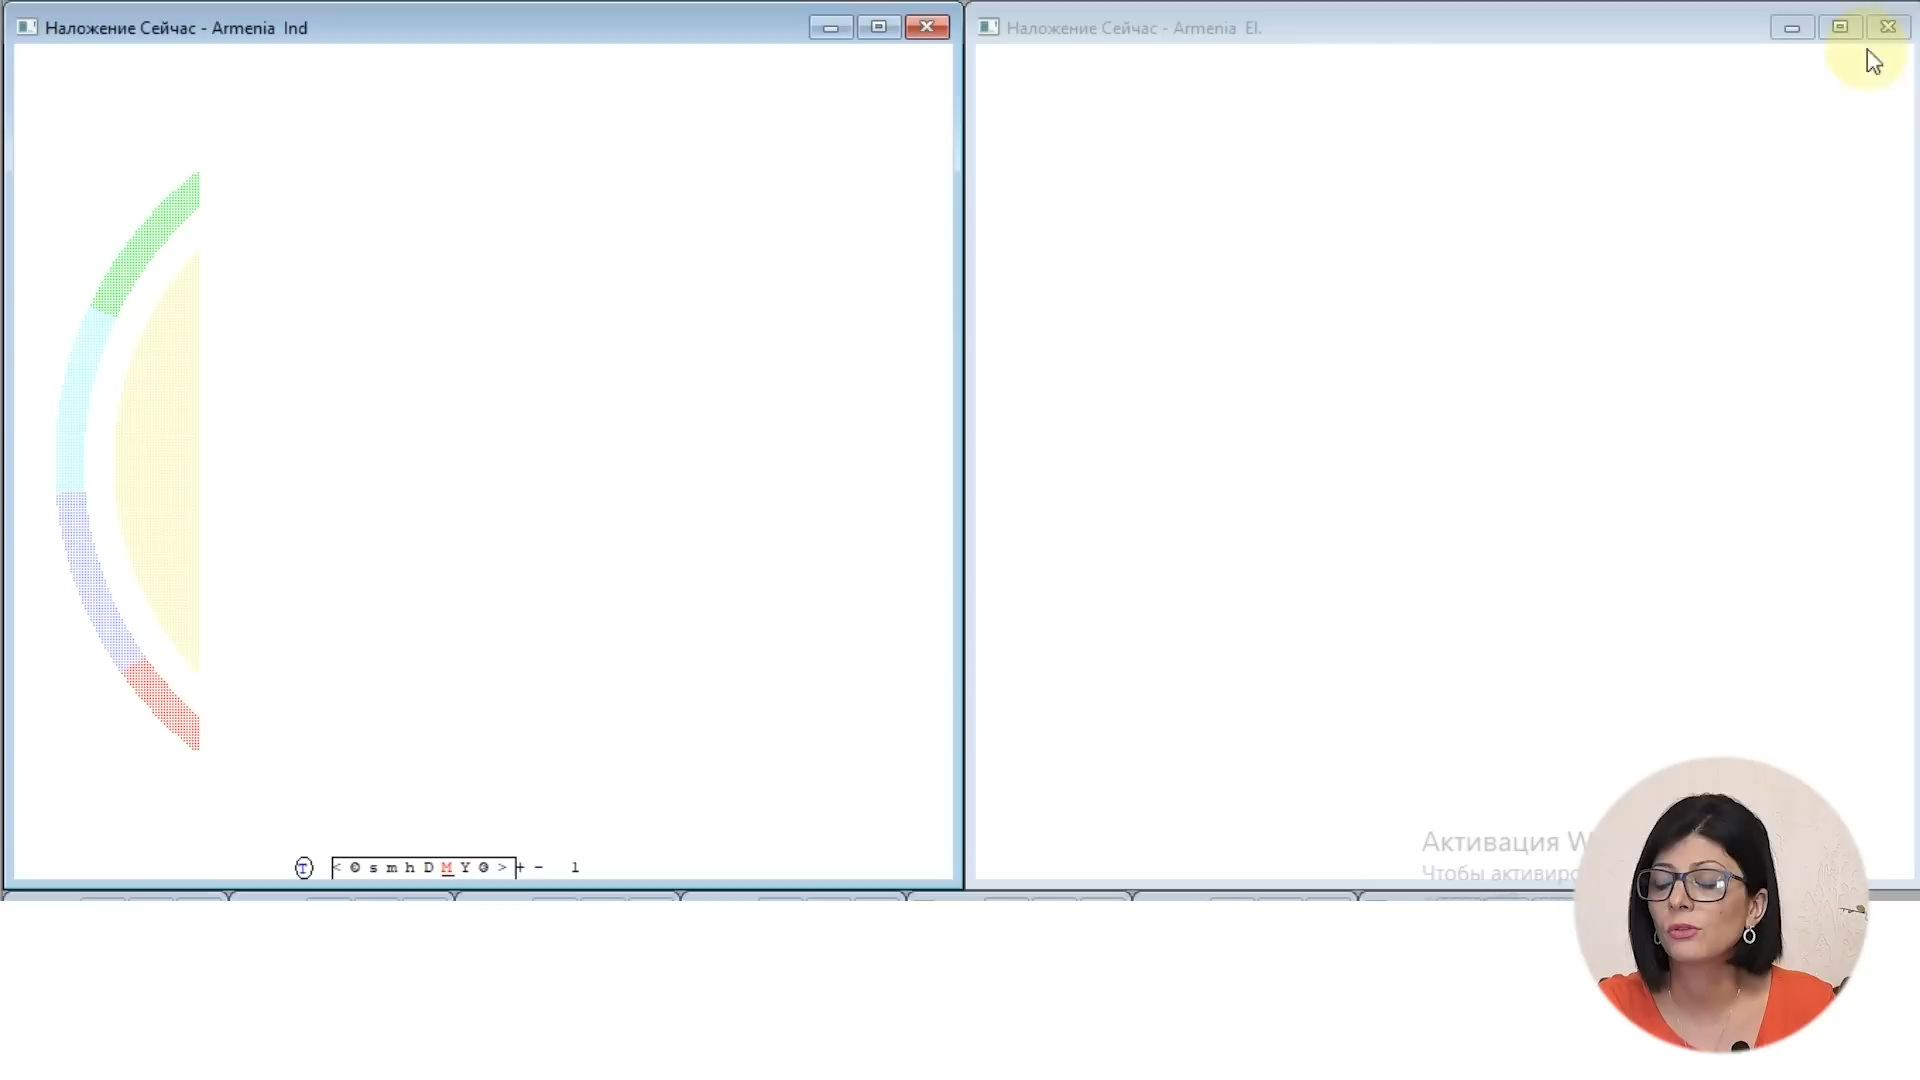 Наложение Сейчас - Armenia Ind
Наложение Сейчас - Armenia El.
T < s m h D M Y > + - 1
Активация W
Чтобы активиро